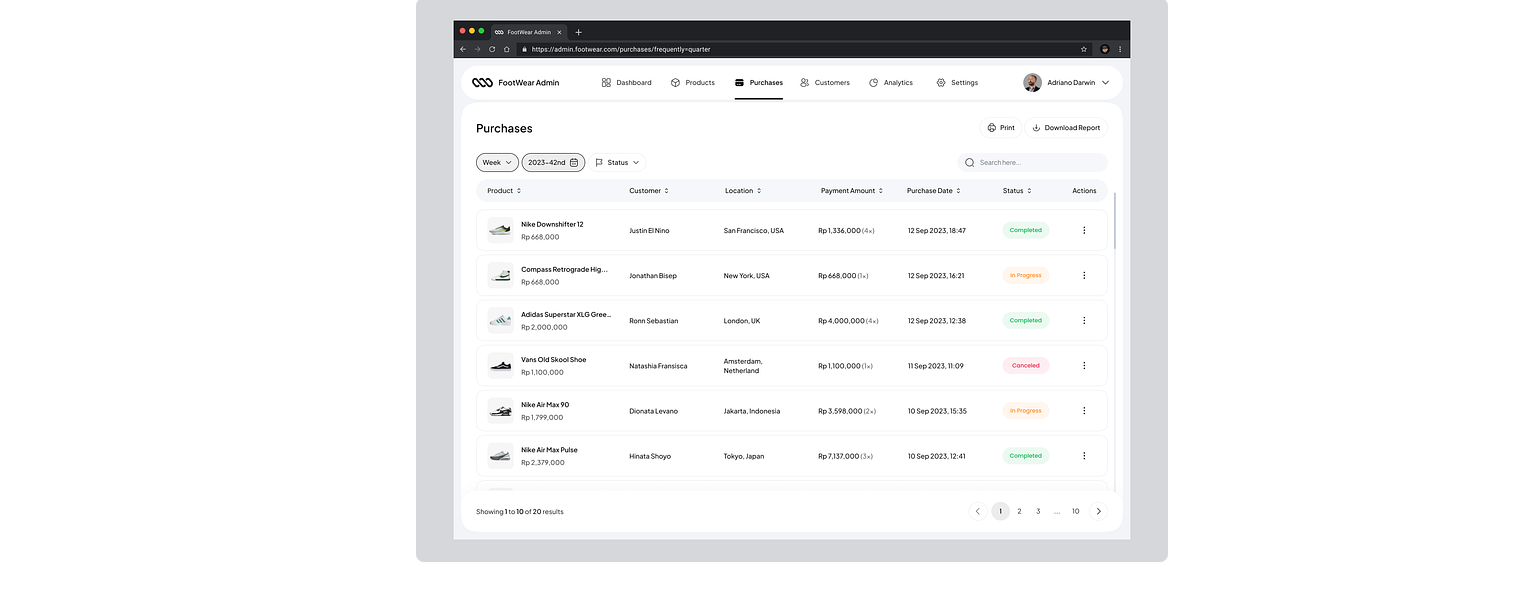 FootWear Admin
https://admin.footwear.com/purchases/frequently=quarter
FootWear Admin
Dashboard
Products
Purchases
Customers
Analytics
Settings
Adriano Darwin
Purchases
Print
Download Report
Week
2023-42nd
Status
Search here...
Product
Customer
Location
Payment Amount
Purchase Date
Status
Actions
Nike Downshifter 12
Rp 668,000
Justin El Nino
San Francisco, USA
Rp 1,336,000 (4x)
12 Sep 2023, 18:47
Completed
Compass Retrograde Hig...
Rp 668,000
Jonathan Bisep
New York, USA
Rp 668,000 (1x)
12 Sep 2023, 16:21
In Progress
Adidas Superstar XLG Gree...
Rp 2,000,000
Ronn Sebastian
London, UK
Rp 4,000,000 (4x)
12 Sep 2023, 12:38
Completed
Vans Old Skool Shoe
Rp 1,100,000
Natashia Fransisca
Amsterdam,
Netherland
Rp 1,100,000 (1x)
11 Sep 2023, 11:09
Canceled
Nike Air Max 90
Rp 1,799,000
Dionata Levano
Jakarta, Indonesia
Rp 3,598,000 (2x)
10 Sep 2023, 15:35
In Progress
Nike Air Max Pulse
Rp 2,379,000
Hinata Shoyo
Tokyo, Japan
Rp 7,137,000 (3x)
10 Sep 2023, 12:41
Completed
Showing 1 to 10 of 20 results
1
2
3
...
10